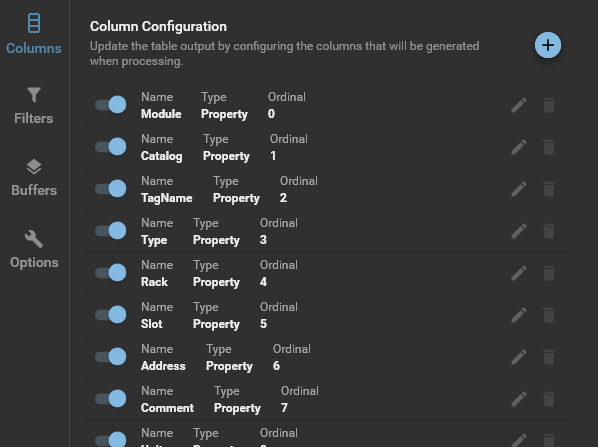 Columns
Filters
Buffers
Options
Column Configuration
Update the table output by configuring the columns that will be generated
when processing.
Name Type Ordinal
Module Property 0
Name Type Ordinal
Catalog Property 1
Name Type Ordinal
TagName Property 2
Name Type Ordinal
Type Property 3
Name Type Ordinal
Rack Property 4
Name Type Ordinal
Slot Property 5
Name Type Ordinal
Address Property 6
Name Type Ordinal
Comment Property 7
Name Type Ordinal